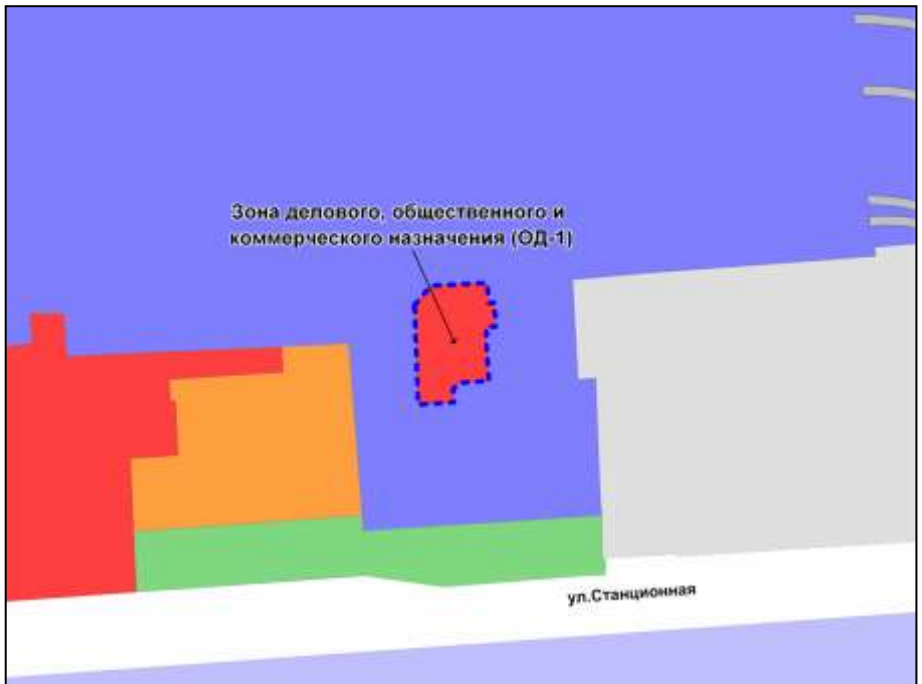 Зона делового, общественного и
коммерческого назначения (ОД-1)
ул.Станционная